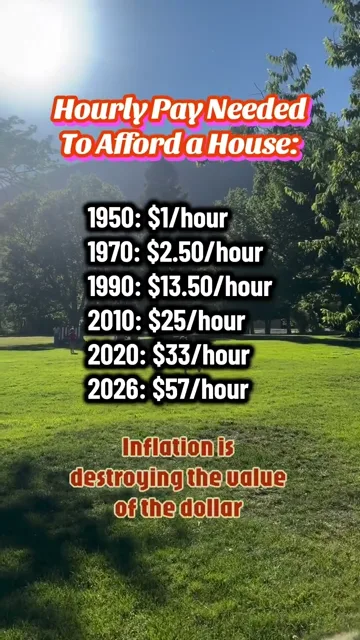 Hourly Pay Needed
To Afford a House:
1950: $1/hour
1970: $2.50/hour
1990: $13.50/hour
2010: $25/hour
2020: $33/hour
2026: $57/hour
Inflation is
destroying the value
of the dollar